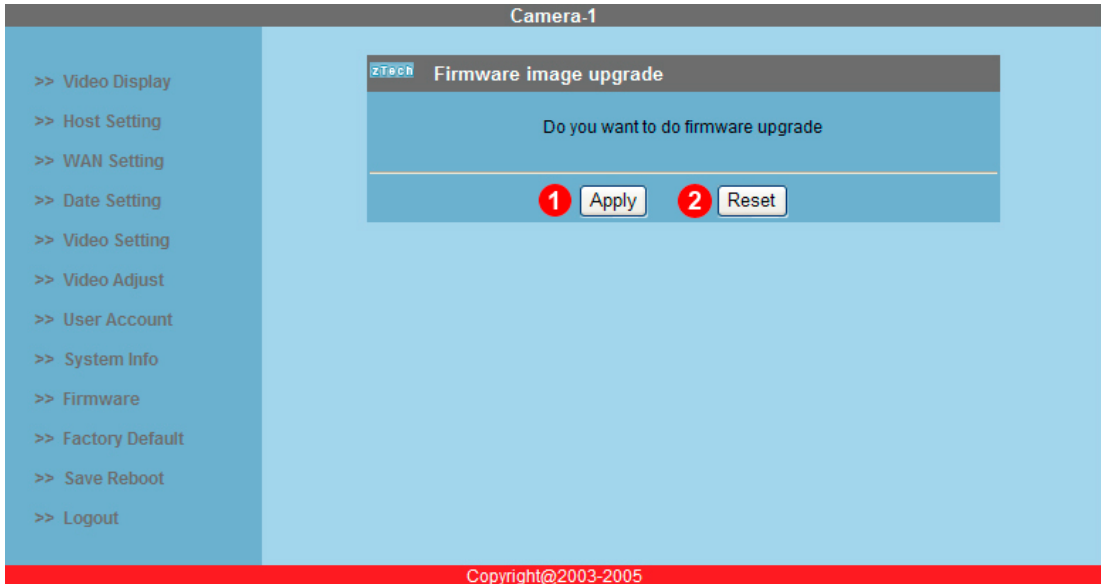 Camera-1
>> Video Display
>> Host Setting
>> WAN Setting
>> Date Setting
>> Video Setting
>> Video Adjust
>> User Account
>> System Info
>> Firmware
>> Factory Default
>> Save Reboot
>> Logout
zTech Firmware image upgrade
Do you want to do firmware upgrade
1 Apply 2 Reset
Copyright@2003-2005